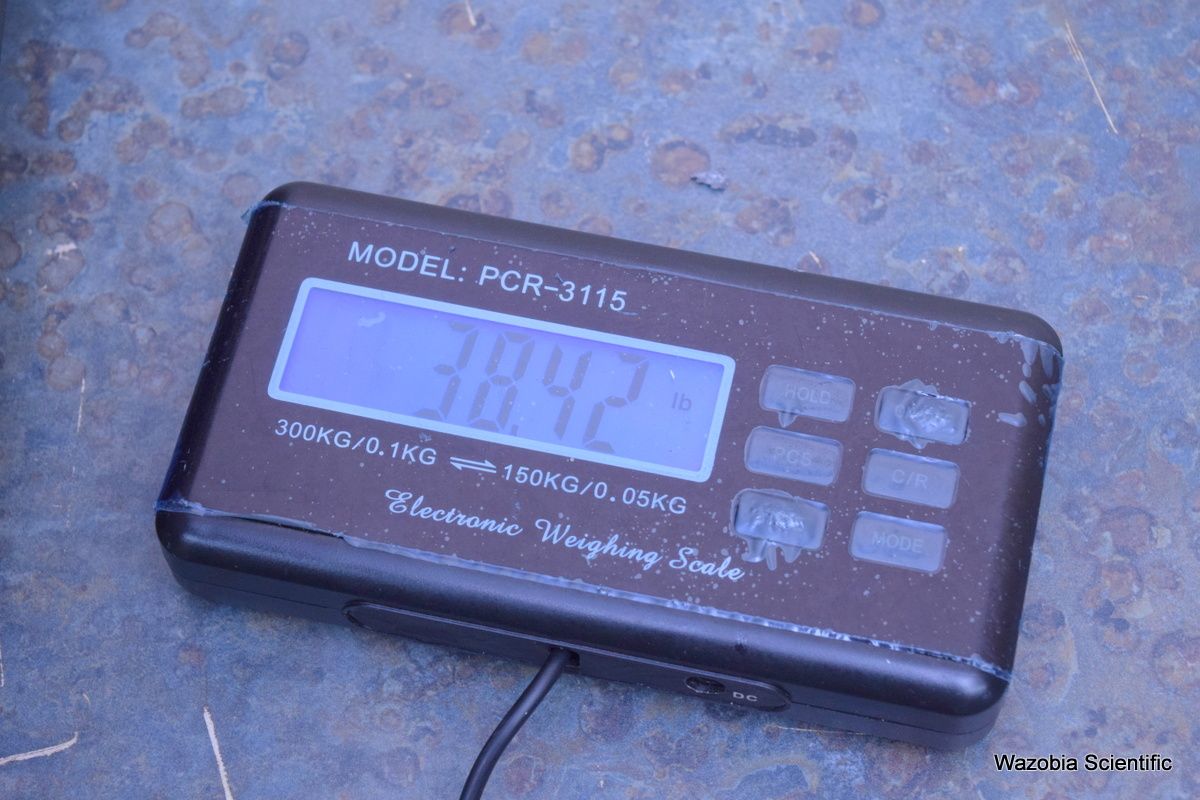 MODEL: PCR-3115
38.42 lb
300KG/0.1KG ⇌ 150KG/0.05KG
Electronic Weighing Scale
HOLD
PCS
C/R
MODE
DC
Wazobia Scientific